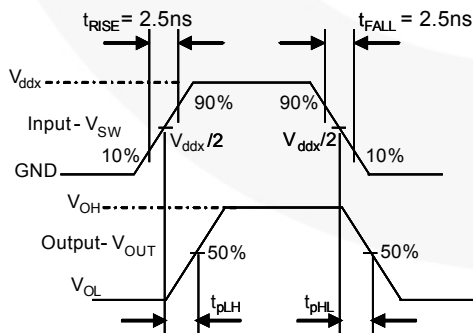 tRISE = 2.5ns
tFALL = 2.5ns
Vddx
90%
90%
Input- VSW
Vddx/2
Vddx/2
10%
10%
GND
VOH
Output- VOUT
50%
50%
VOL
tpLH
tpHL